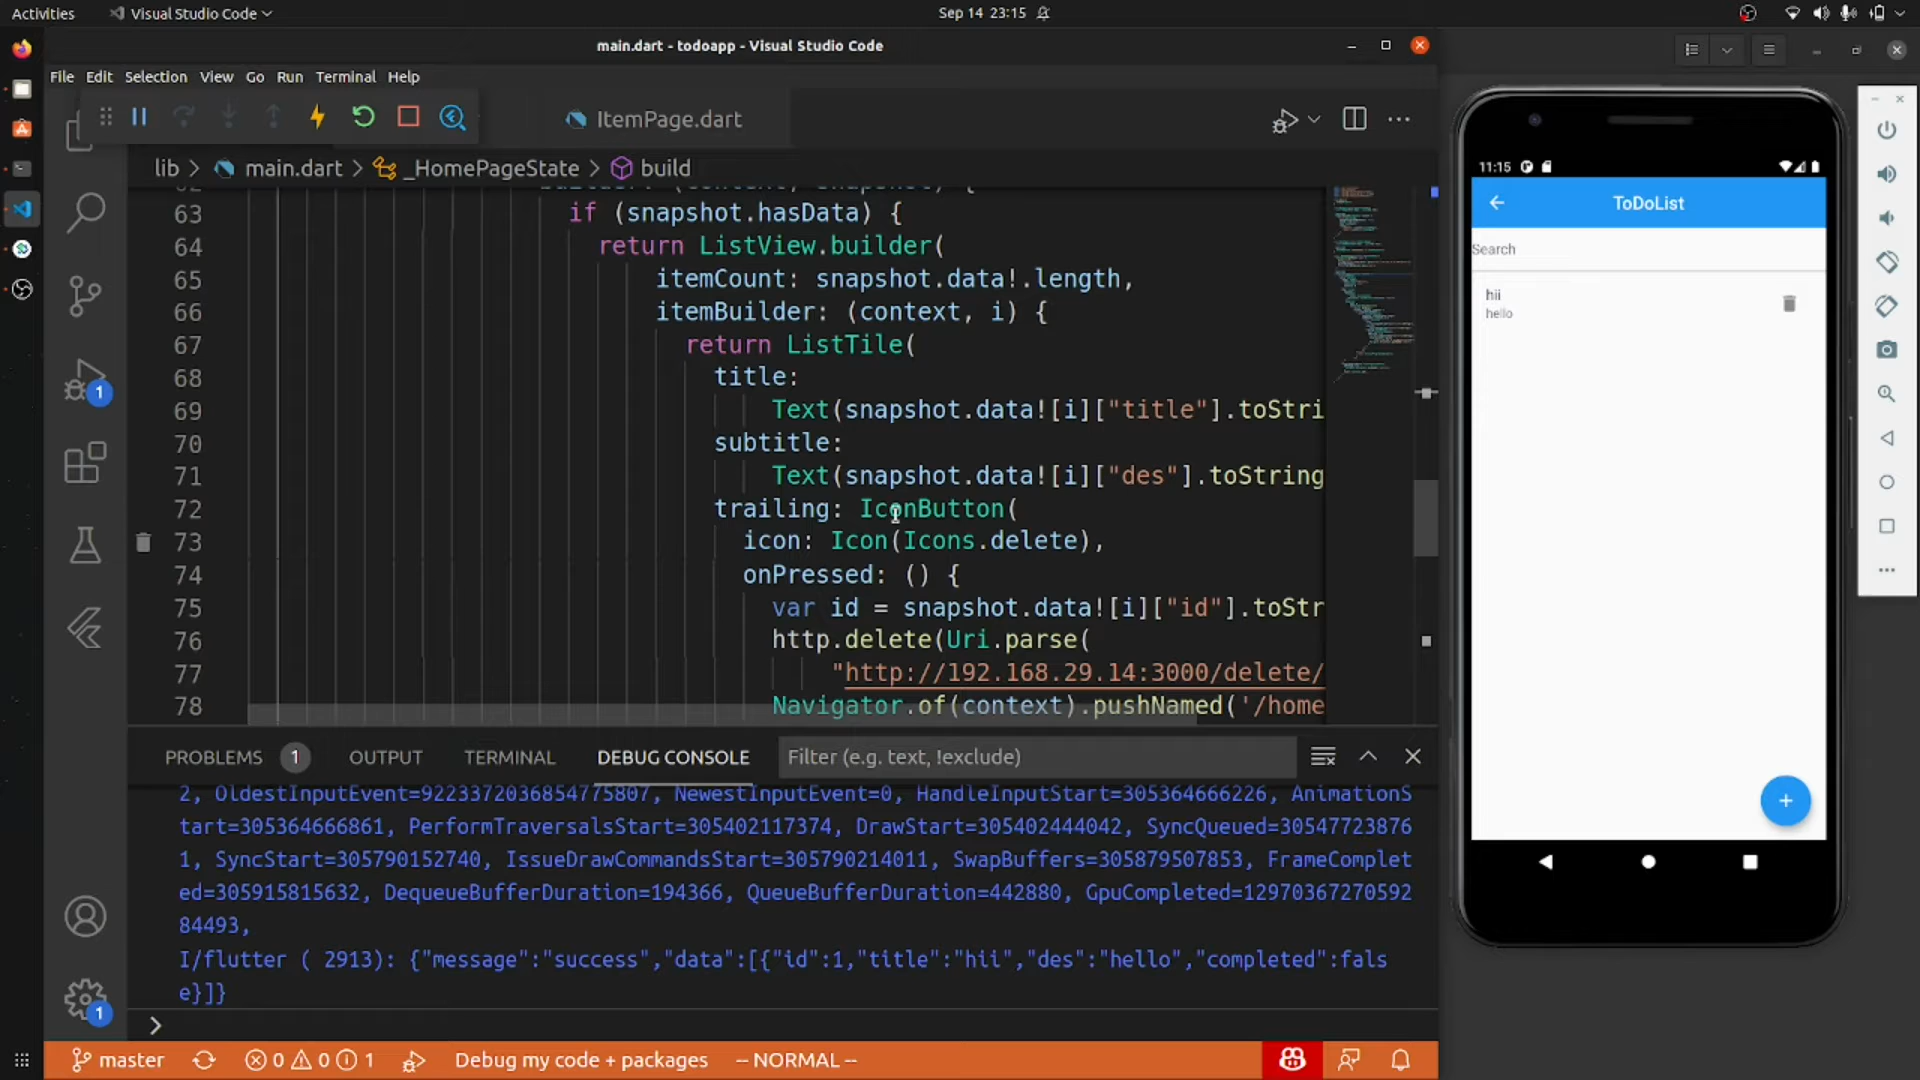 Activities
Visual Studio Code
Sep 14 23:15
main.dart - todoapp - Visual Studio Code
File Edit Selection View Go Run Terminal Help
ItemPage.dart
lib > main.dart > _HomePageState > build
63 if (snapshot.hasData) {
64 return ListView.builder(
65 itemCount: snapshot.data!.length,
66 itemBuilder: (context, i) {
67 return ListTile(
68 title:
69 Text(snapshot.data![i]["title"].toStri
70 subtitle:
71 Text(snapshot.data![i]["des"].toString
72 trailing: IconButton(
73 icon: Icon(Icons.delete),
74 onPressed: () {
75 var id = snapshot.data![i]["id"].toStr
76 http.delete(Uri.parse(
77 "http://192.168.29.14:3000/delete/
78 Navigator.of(context).pushNamed('/home
PROBLEMS 1 OUTPUT TERMINAL DEBUG CONSOLE Filter (e.g. text, !exclude)
2, OldestInputEvent=9223372036854775807, NewestInputEvent=0, HandleInputStart=305364666226, AnimationS
tart=305364666861, PerformTraversalsStart=305402117374, DrawStart=305402444042, SyncQueued=30547723876
1, SyncStart=305790152740, IssueDrawCommandsStart=305790214011, SwapBuffers=305879507853, FrameComplet
ed=305915815632, DequeueBufferDuration=194366, QueueBufferDuration=442880, GpuCompleted=12970367270592
84493,
I/flutter ( 2913): {"message":"success","data":[{"id":1,"title":"hii","des":"hello","completed":fals
e}]}
>
1
1
master 0 0 1 Debug my code + packages -- NORMAL --
11:15
ToDoList
Search
hii
hello